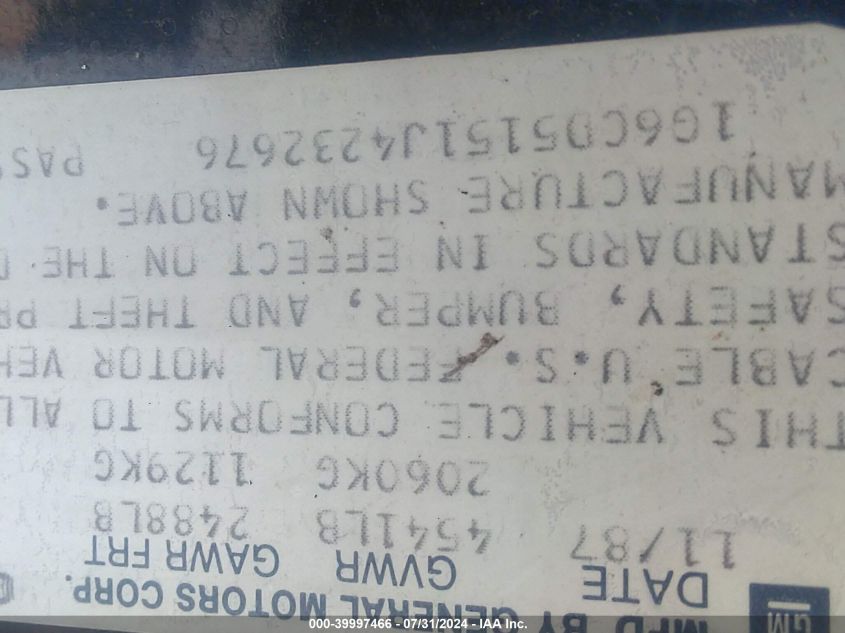 GM MFD BY GENERAL MOTORS CORP.
DATE GVWR GAWR FRT
11/87 4541LB 2488LB
2060KG 1129KG
THIS VEHICLE CONFORMS TO ALL
CABLE U.S. FEDERAL MOTOR VEH
SAFETY, BUMPER, AND THEFT PR
STANDARDS IN EFFECT ON THE D
MANUFACTURE SHOWN ABOVE.
1G6CD5151J4232676 PASS
000-39997466 - 07/31/2024 - IAA Inc.